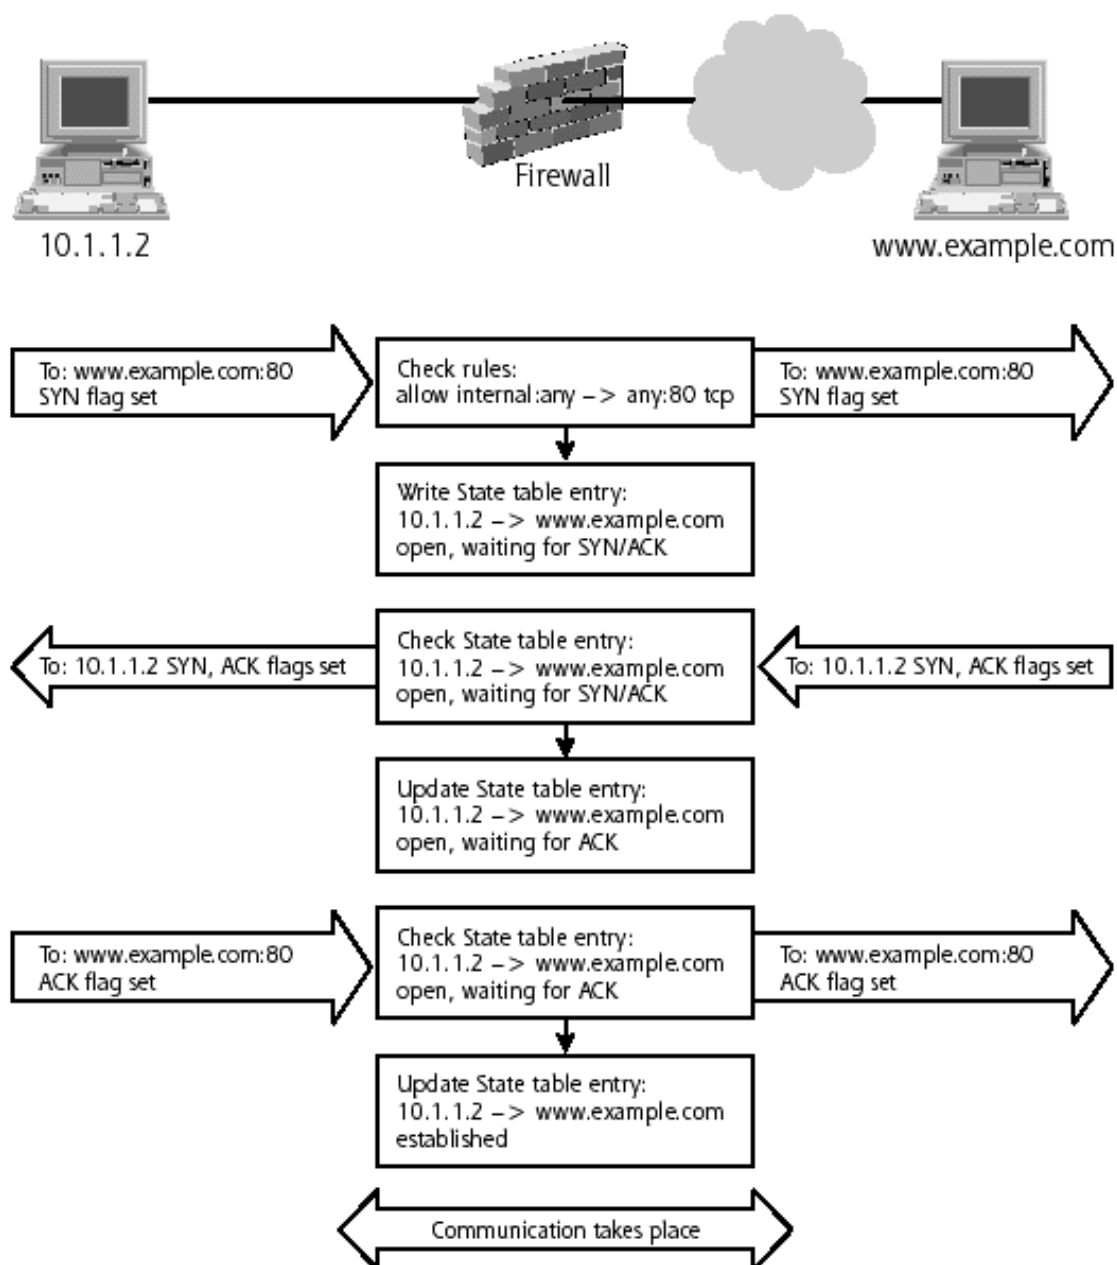 Firewall
10.1.1.2
www.example.com
To: www.example.com:80
SYN flag set
Check rules:
allow internal:any –> any:80 tcp
To: www.example.com:80
SYN flag set
Write State table entry:
10.1.1.2 –> www.example.com
open, waiting for SYN/ACK
To: 10.1.1.2 SYN, ACK flags set
Check State table entry:
10.1.1.2 –> www.example.com
open, waiting for SYN/ACK
To: 10.1.1.2 SYN, ACK flags set
Update State table entry:
10.1.1.2 –> www.example.com
open, waiting for ACK
To: www.example.com:80
ACK flag set
Check State table entry:
10.1.1.2 –> www.example.com
open, waiting for ACK
To: www.example.com:80
ACK flag set
Update State table entry:
10.1.1.2 –> www.example.com
established
Communication takes place